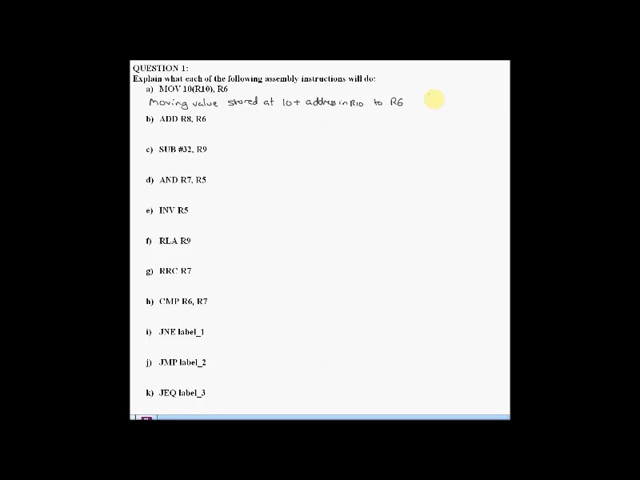 QUESTION 1:
Explain what each of the following assembly instructions will do:
a) MOV 10(R10), R6
Moving value stored at 10+ address in R10 to R6
b) ADD R8, R6
c) SUB #32, R9
d) AND R7, R5
e) INV R5
f) RLA R9
g) RRC R7
h) CMP R6, R7
i) JNE label_1
j) JMP label_2
k) JEQ label_3